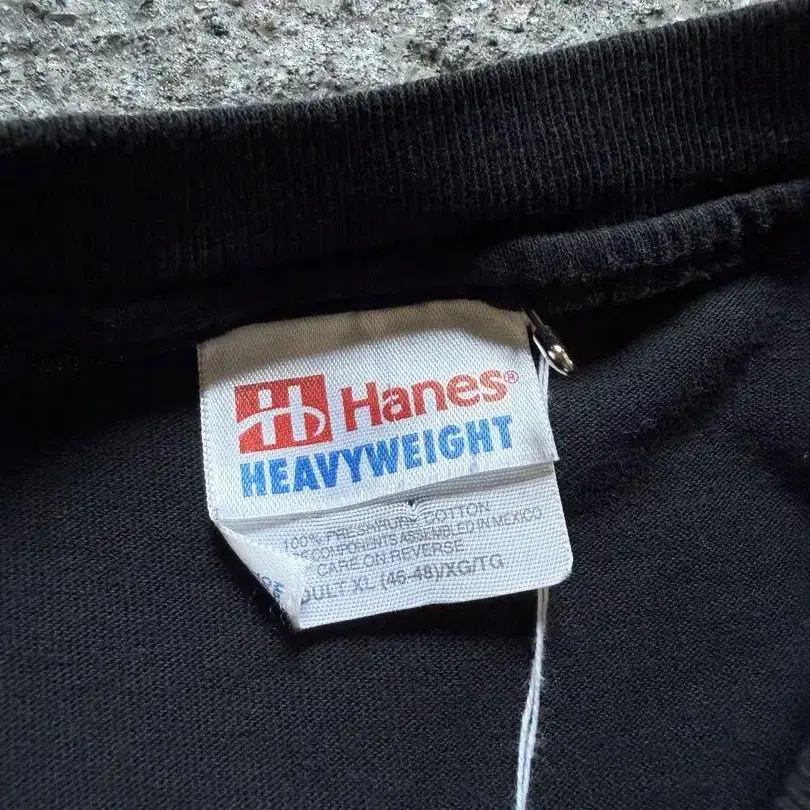 Hanes®
HEAVYWEIGHT
100% PRESHRUNK COTTON
COMPONENTS ASSEMBLED IN MEXICO
CARE ON REVERSE
XL (46-48)/XG/TG